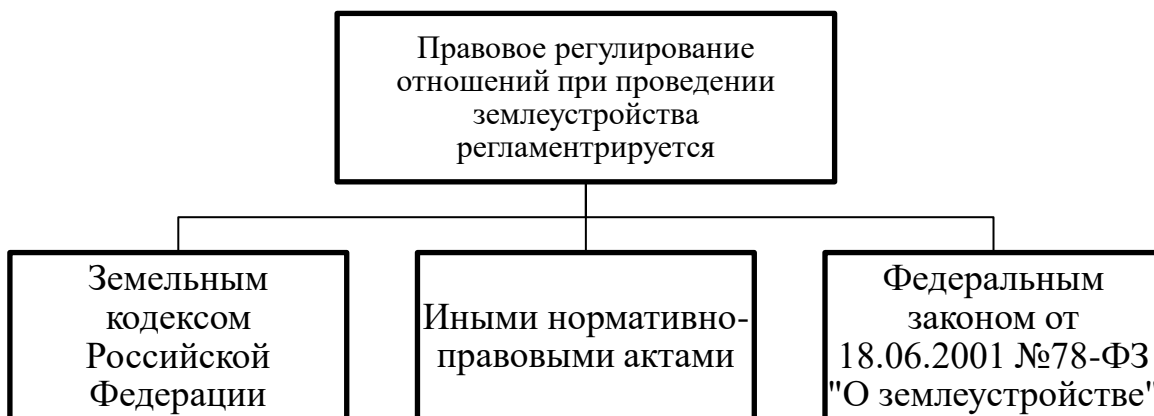 Правовое регулирование
отношений при проведении
землеустройства
регламентрируется
Земельным
кодексом
Российской
Федерации
Иными нормативно-
правовыми актами
Федеральным
законом от
18.06.2001 №78-ФЗ
"О землеустройстве"